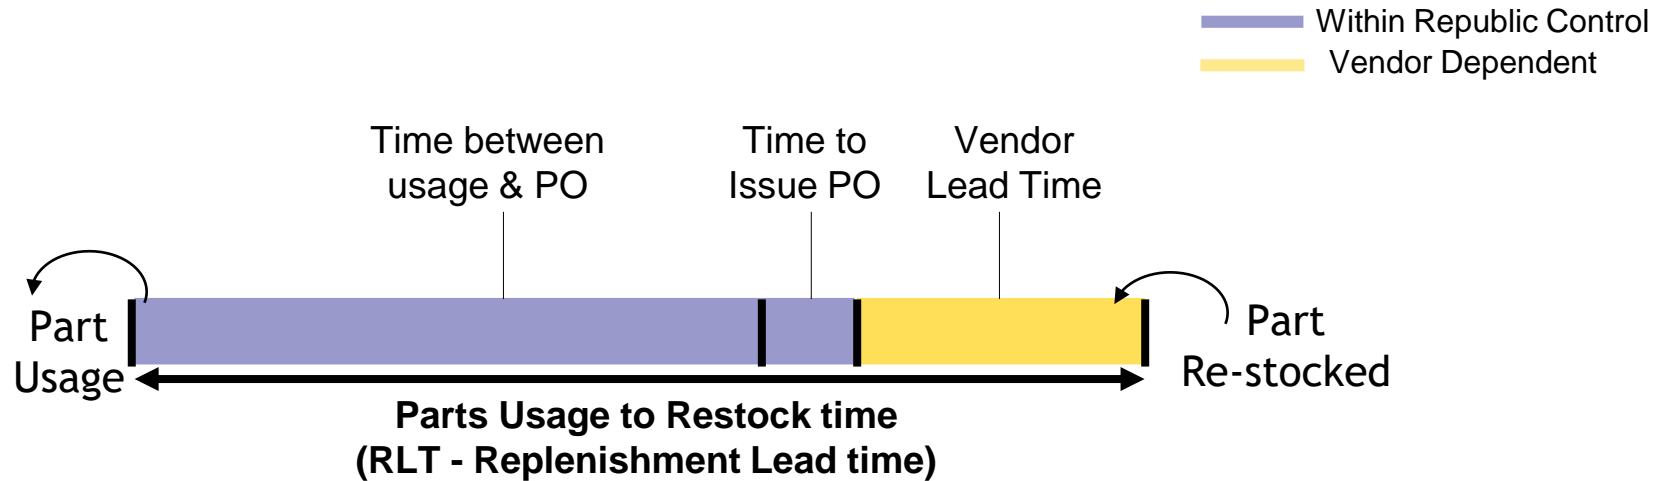 Within Republic Control
Vendor Dependent
Time between
usage & PO
Time to
Issue PO
Vendor
Lead Time
Part
Usage
Part
Re-stocked
Parts Usage to Restock time
(RLT - Replenishment Lead time)